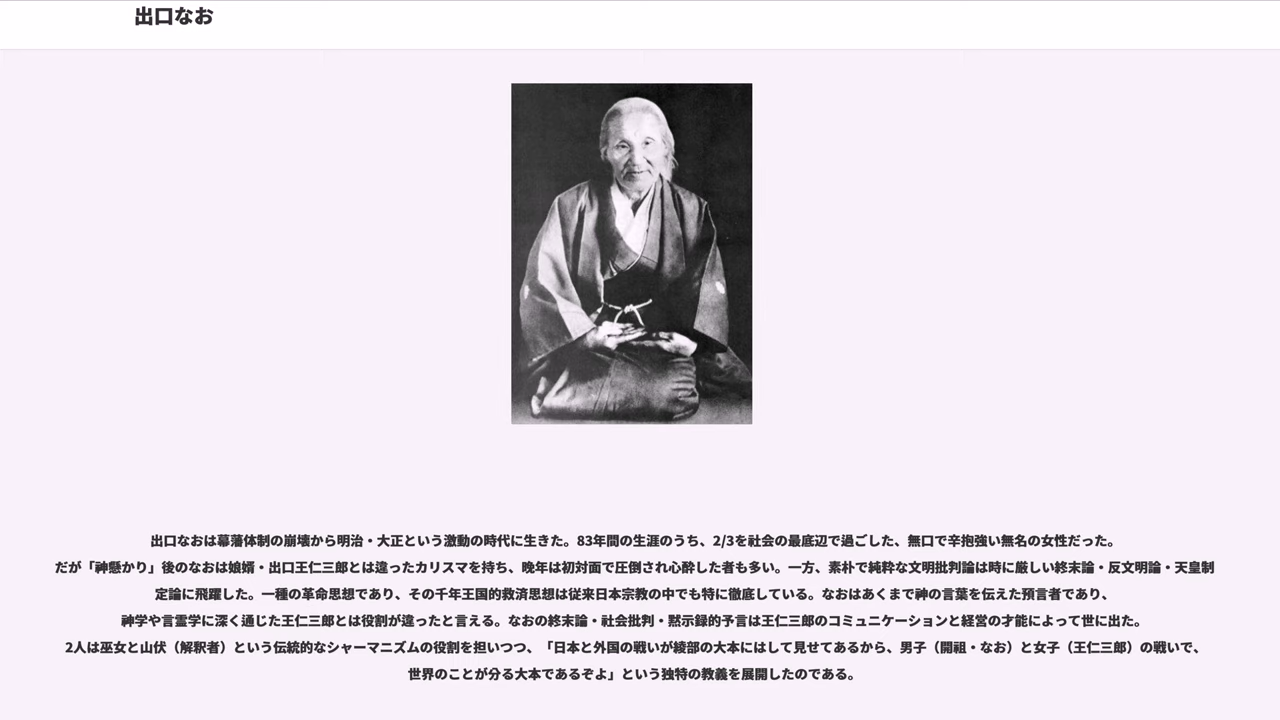 出口なお
出口なおは幕藩体制の崩壊から明治・大正という激動の時代に生きた。83年間の生涯のうち、2/3を社会の最底辺で過ごした、無口で辛抱強い無名の女性だった。
だが「神懸かり」後のなおは娘婿・出口王仁三郎とは違ったカリスマを持ち、晩年は初対面で圧倒され心酔した者も多い。一方、素朴で純粋な文明批判論は時に厳しい終末論・反文明論・天皇制
定論に飛躍した。一種の革命思想であり、その千年王国的救済思想は従来日本宗教の中でも特に徹底している。なおはあくまで神の言葉を伝えた預言者であり、
神学や言霊学に深く通じた王仁三郎とは役割が違ったと言える。なおの終末論・社会批判・黙示録的予言は王仁三郎のコミュニケーションと経営の才能によって世に出た。
2人は巫女と山伏（解釈者）という伝統的なシャーマニズムの役割を担いつつ、「日本と外国の戦いが綾部の大本にはして見せてあるから、男子（開祖・なお）と女子（王仁三郎）の戦いで、
世界のことが分る大本であるぞよ」という独特の教義を展開したのである。